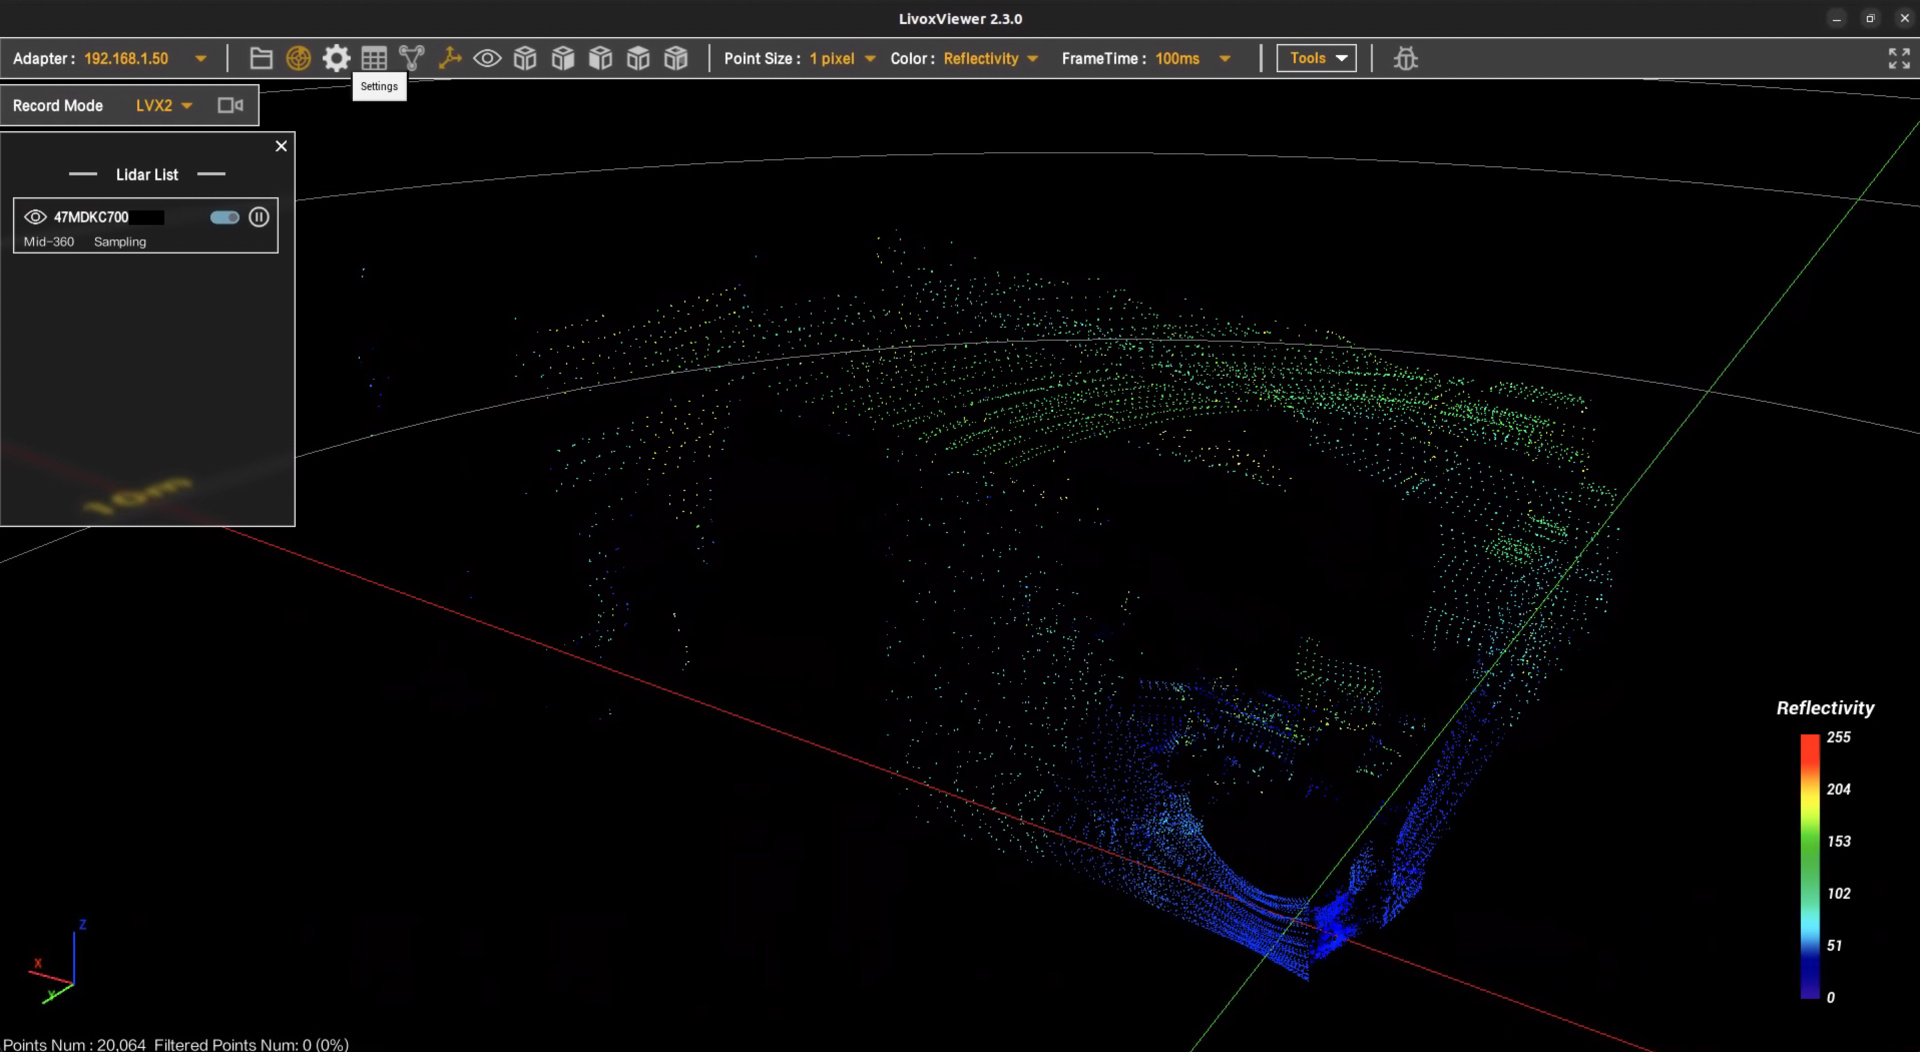 LivoxViewer 2.3.0
Adapter : 192.168.1.50
Point Size : 1 pixel
Color : Reflectivity
FrameTime : 100ms
Tools
Settings
Record Mode LVX2
Lidar List
47MDKC700
Mid-360 Sampling
10m
Reflectivity
255
204
153
102
51
0
Z
X
Y
Points Num : 20,064 Filtered Points Num: 0 (0%)